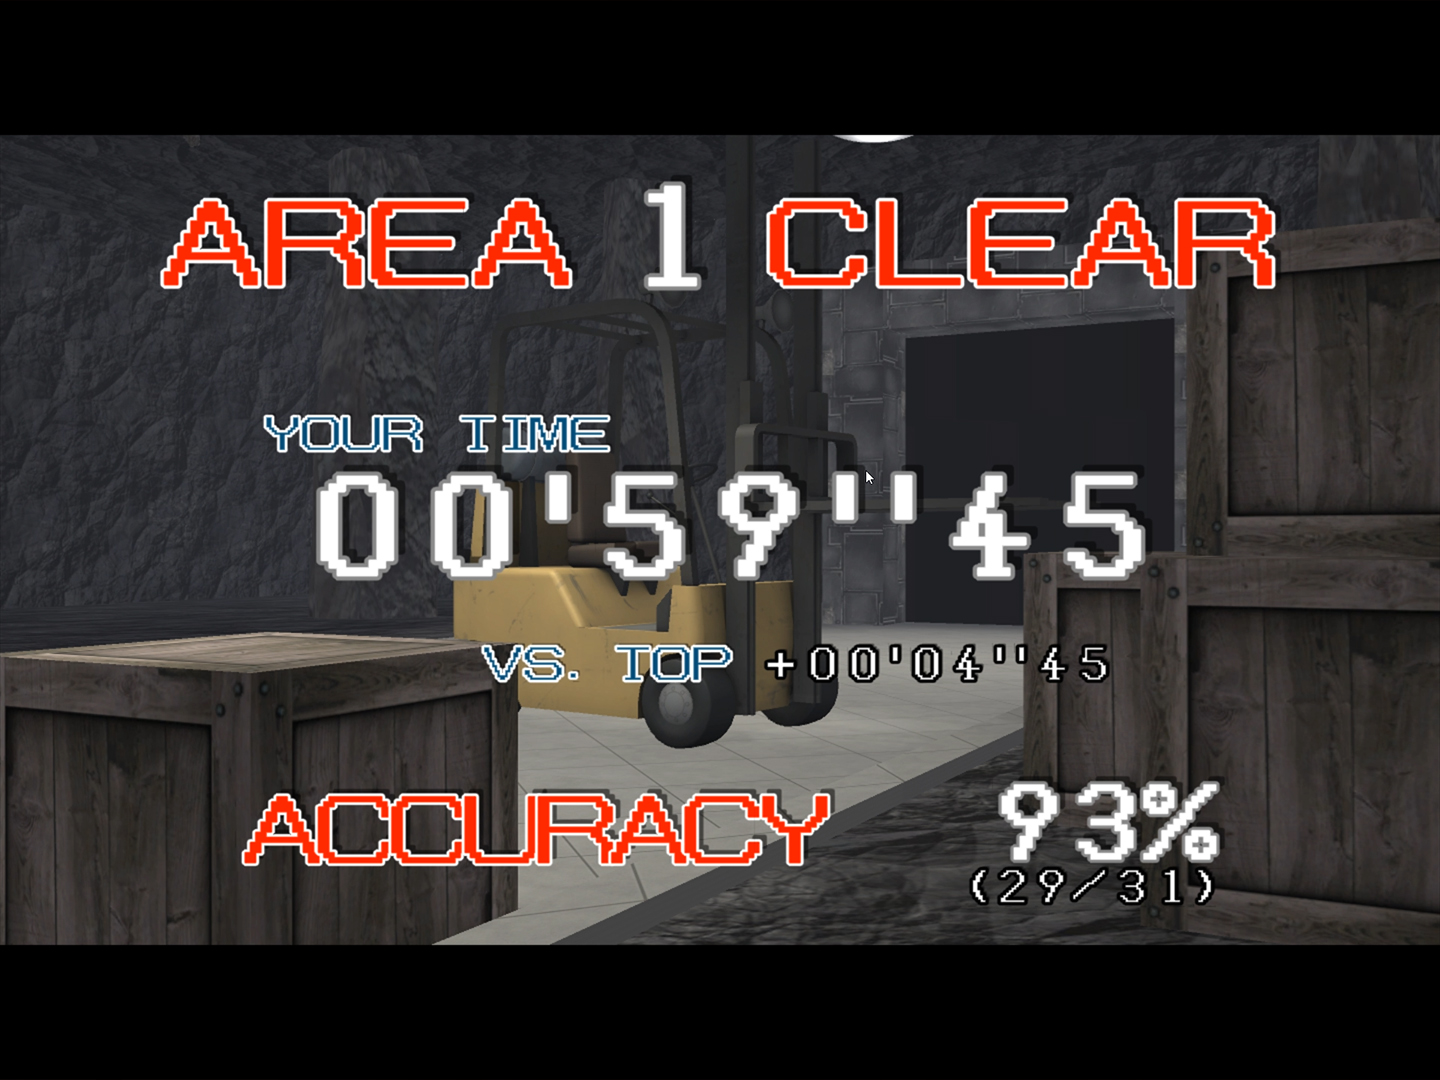 AREA 1 CLEAR
YOUR TIME
00'59''45
VS. TOP +00'04''45
ACCURACY 93%
(29/31)